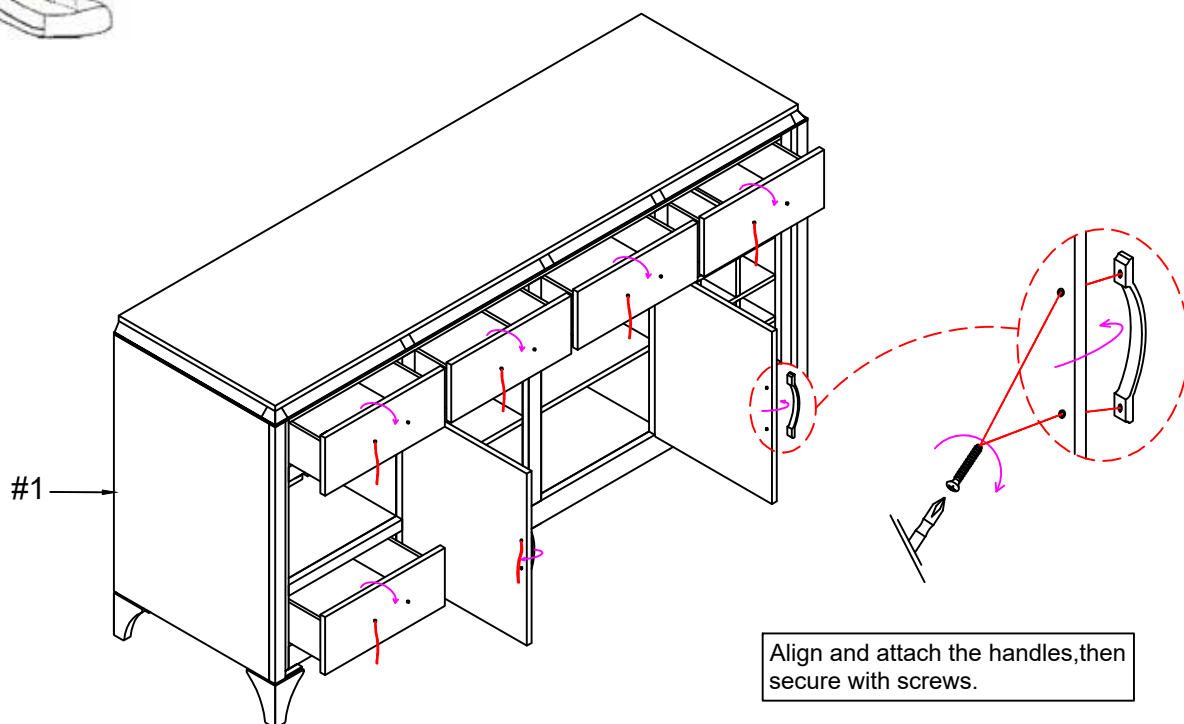 #1
Align and attach the handles,then
secure with screws.